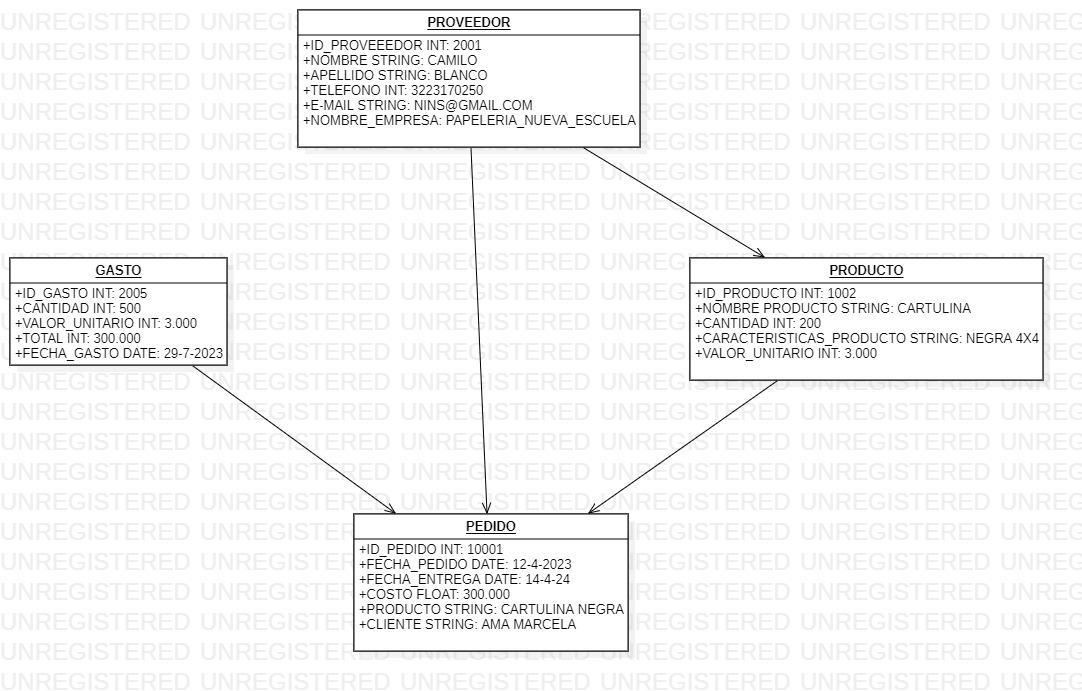 PROVEEDOR
+ID_PROVEEEDOR INT: 2001
+NOMBRE STRING: CAMILO
+APELLIDO STRING: BLANCO
+TELEFONO INT: 3223170250
+E-MAIL STRING: NINS@GMAIL.COM
+NOMBRE_EMPRESA: PAPELERIA_NUEVA_ESCUELA
GASTO
+ID_GASTO INT: 2005
+CANTIDAD INT: 500
+VALOR_UNITARIO INT: 3.000
+TOTAL INT: 300.000
+FECHA_GASTO DATE: 29-7-2023
PRODUCTO
+ID_PRODUCTO INT: 1002
+NOMBRE PRODUCTO STRING: CARTULINA
+CANTIDAD INT: 200
+CARACTERISTICAS_PRODUCTO STRING: NEGRA 4X4
+VALOR_UNITARIO INT: 3.000
PEDIDO
+ID_PEDIDO INT: 10001
+FECHA_PEDIDO DATE: 12-4-2023
+FECHA_ENTREGA DATE: 14-4-24
+COSTO FLOAT: 300.000
+PRODUCTO STRING: CARTULINA NEGRA
+CLIENTE STRING: AMA MARCELA
UNREGISTERED